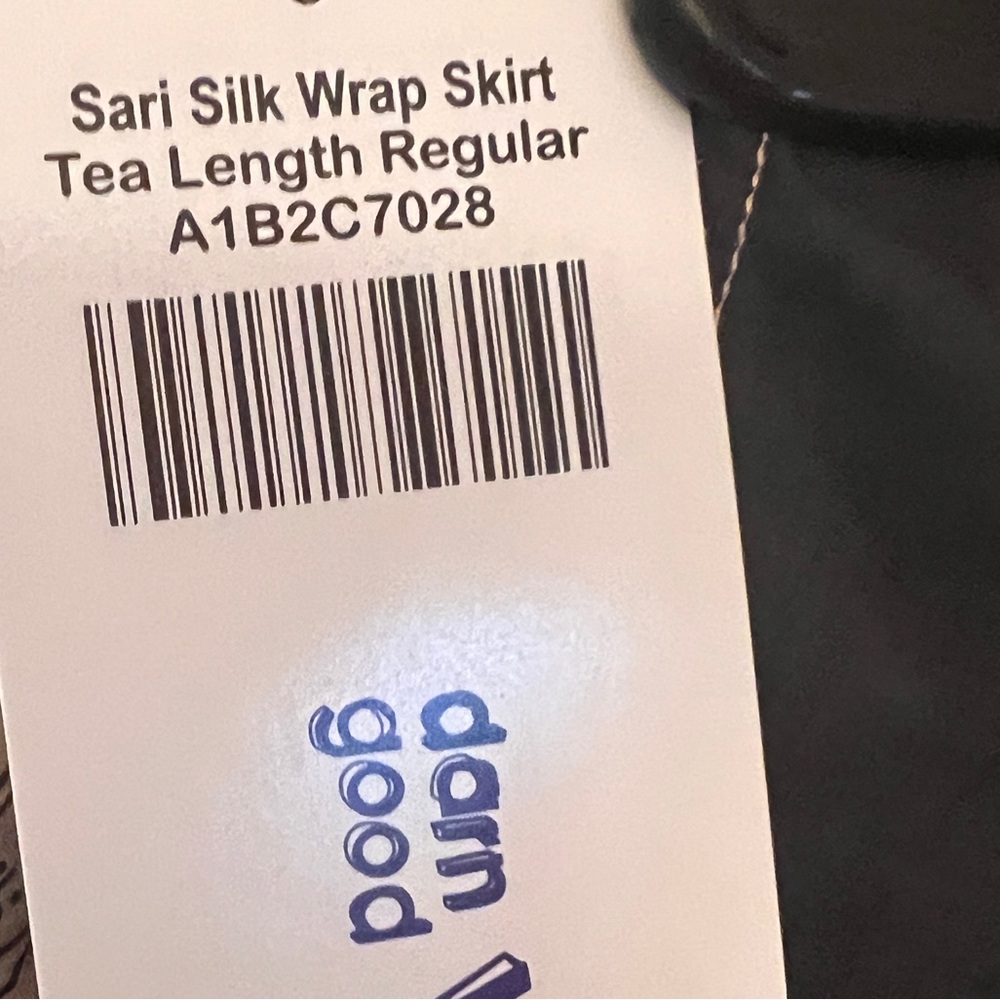 Sari Silk Wrap Skirt
Tea Length Regular
A1B2C7028
darn
good